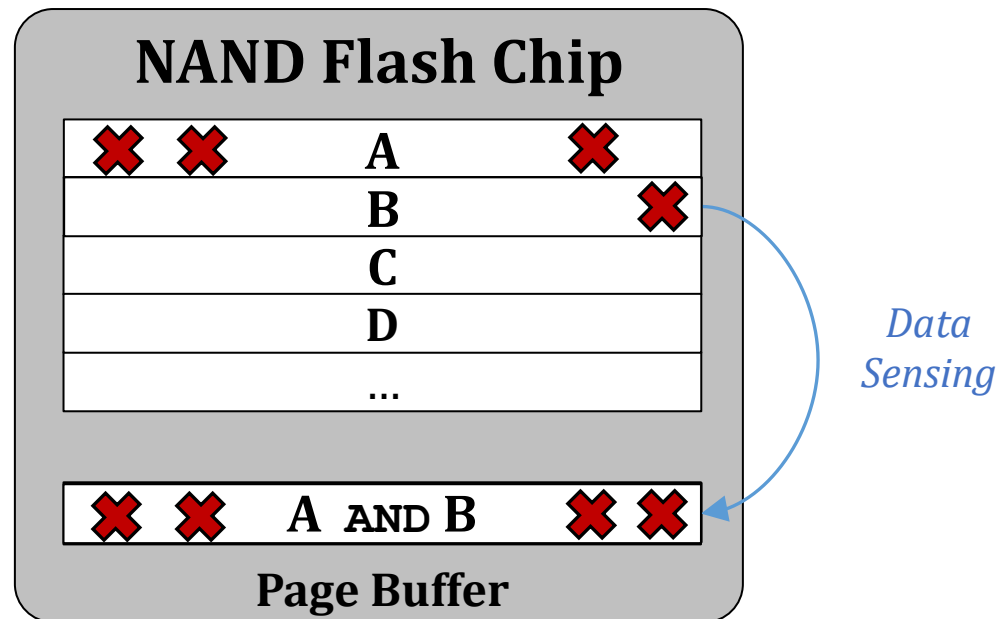 NAND Flash Chip
A
B
C
D
...
Data
Sensing
A AND B
Page Buffer